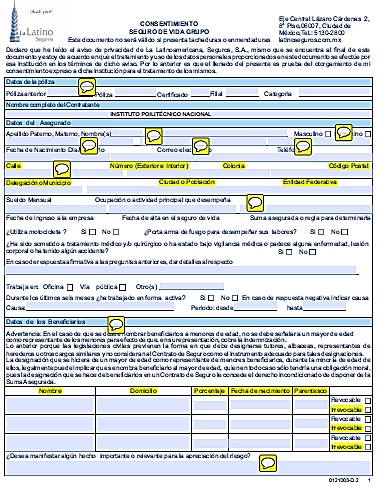 Desde 1906
La Latino
Seguros
CONSENTIMIENTO
SEGURO DE VIDA GRUPO
Este documento no será válido si presenta tachaduras o enmendaduras
Eje Central Lázaro Cárdenas 2,
8° Piso, 06007, Ciudad de
México, Tel.: 5130-2800
latinoseguros.com.mx
Declaro que he leído el aviso de privacidad de La Latinoamericana, Seguros, S.A., mismo que se encuentra al final de este
documento y estoy de acuerdo en que el tratamiento y uso de los datos personales proporcionados en este documento se efectúe por
esa institución en los términos de dicho aviso. Por lo anterior es que el llenado del presente es prueba del otorgamiento de mi
consentimiento expreso a dicha Institución para el tratamiento de los mismos.
Datos de la póliza
Póliza anterior Póliza Certificado Filial Categoría
Nombre completo del Contratante
INSTITUTO POLITÉCNICO NACIONAL
Datos del Asegurado
Apellido Paterno, Materno, Nombre(s) Masculino
Fecha de Nacimiento Día/ Correo Teléf
Calle Número (Exterior e Interior) Colonia Código Postal
Delegación o Municipio Ciudad o Población Entidad Federativa
Sueldo Mensual Ocupación o actividad principal que desempeña
Fecha de ingreso a la empresa Fecha de alta en el seguro de vida Suma asegurada o regla para determinarla
¿Utiliza motocicleta? Si No ¿Porta arma de fuego para desempeñar sus labores? Si No
¿Ha sido sometido a tratamiento médico y/o quirúrgico o ha estado bajo vigilancia médica o padece alguna enfermedad, lesión
corporal o ha tenido algún accidente? Si No
En caso de respuesta afirmativa a las preguntas anteriores, dar detalles al respecto
Trabaja en: Oficina Vía pública Otro(s)
Durante los últimos seis meses ¿ha trabajado en forma activa? Si No En caso de respuesta negativa indicar causa
Causa Periodo: desde hasta
Datos de los Beneficiarios
Advertencia: En el caso de que se nombrar beneficiarios a menores de edad, no se debe señalar a un mayor de edad
como representante de los menores para efecto de que, en su representación, cobre la indemnización.
Lo anterior porque las legislaciones civiles previenen la forma en que debe designarse tutores, albaceas, representantes de
herederos u otros cargos similares y no consideran al Contrato de Seguro como el instrumento adecuado para tales designaciones.
La designación que se hiciera de un mayor de edad como representante de menores beneficiarios, durante la minoría de edad de
ellos, legalmente puede implicar que se nombra beneficiario al mayor de edad, quien en todo caso sólo tendría una obligación moral,
pues la designación que se hace de beneficiarios en un Contrato de Seguro le concede el derecho incondicionado de disponer de la
Suma Asegurada.
Nombre Domicilio Porcentaje Fecha de nacimiento Parentesco
Revocable
Irrevocable
Revocable
Irrevocable
Revocable
Irrevocable
¿Desea manifestar algún hecho importante o relevante para la apreciación del riesgo?
0121003-D.2 1